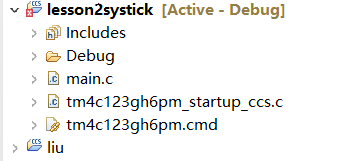 lesson2systick [Active - Debug]
Includes
Debug
main.c
tm4c123gh6pm_startup_ccs.c
tm4c123gh6pm.cmd
liu